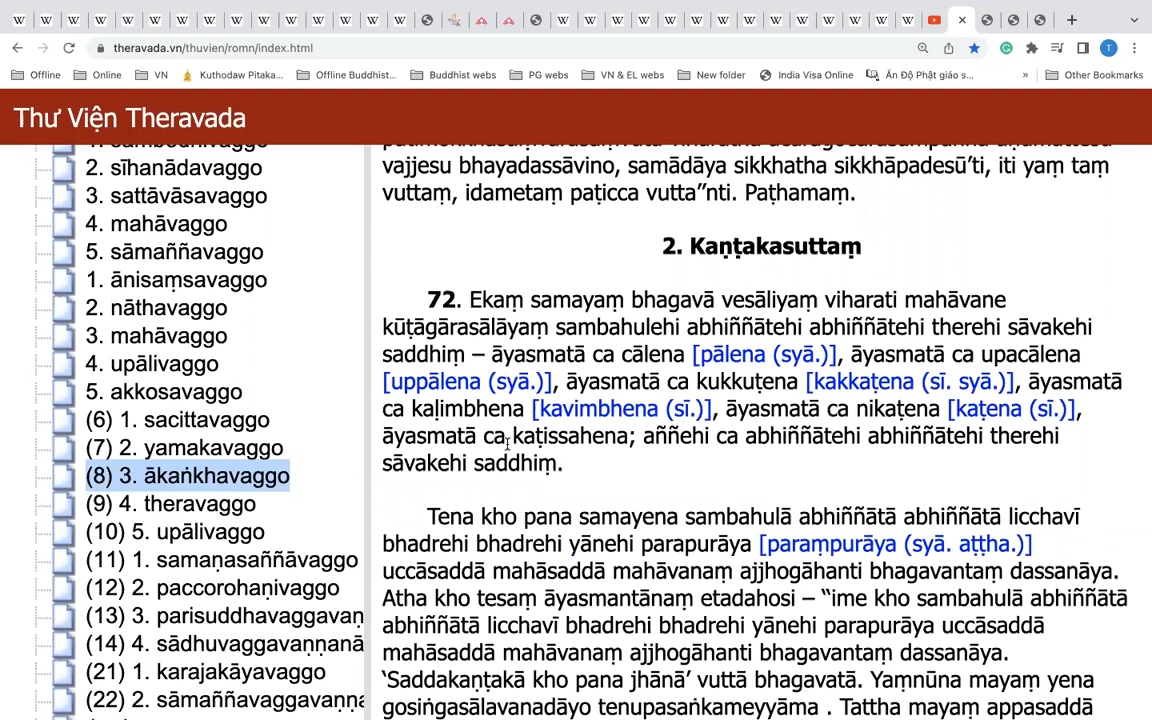 theravada.vn/thuvien/romn/index.html
Offline
Online
VN
Kuthodaw Pitaka...
Offline Buddhist...
Buddhist webs
PG webs
VN & EL webs
New folder
India Visa Online
Ấn Độ Phật giáo s...
»
Other Bookmarks
Thư Viện Theravada
2. sīhanādavaggo
3. sattāvāsavaggo
4. mahāvaggo
5. sāmaññavaggo
1. ānisaṃsavaggo
2. nāthavaggo
3. mahāvaggo
4. upālivaggo
5. akkosavaggo
(6) 1. sacittavaggo
(7) 2. yamakavaggo
(8) 3. ākaṅkhavaggo
(9) 4. theravaggo
(10) 5. upālivaggo
(11) 1. samaṇasaññāvaggo
(12) 2. paccorohaṇivaggo
(13) 3. parisuddhavaggavaṇ
(14) 4. sādhuvaggavaṇṇanā
(21) 1. karajakāyavaggo
(22) 2. sāmaññavaggavaṇṇa
vajjesu bhayadassāvino, samādāya sikkhatha sikkhāpadesū’ti, iti yaṃ taṃ
vuttaṃ, idametaṃ paṭicca vutta”nti. Paṭhamaṃ.
2. Kaṇṭakasuttaṃ
72. Ekaṃ samayaṃ bhagavā vesāliyaṃ viharati mahāvane
kūṭāgārasālāyaṃ sambahulehi abhiññātehi abhiññātehi therehi sāvakehi
saddhiṃ – āyasmatā ca cālena [pālena (syā.)], āyasmatā ca upacālena
[uppālena (syā.)], āyasmatā ca kukkuṭena [kakkaṭena (sī. syā.)], āyasmatā
ca kaḷimbhena [kavimbhena (sī.)], āyasmatā ca nikaṭena [kaṭena (sī.)],
āyasmatā ca kaṭissahena; aññehi ca abhiññātehi abhiññātehi therehi
sāvakehi saddhiṃ.
Tena kho pana samayena sambahulā abhiññātā abhiññātā licchavī
bhadrehi bhadrehi yānehi parapurāya [paraṃpurāya (syā. aṭṭha.)]
uccāsaddā mahāsaddā mahāvanaṃ ajjhogāhanti bhagavantaṃ dassanāya.
Atha kho tesaṃ āyasmantānaṃ etadahosi – “ime kho sambahulā abhiññātā
abhiññātā licchavī bhadrehi bhadrehi yānehi parapurāya uccāsaddā
mahāsaddā mahāvanaṃ ajjhogāhanti bhagavantaṃ dassanāya.
‘Saddakaṇṭakā kho pana jhānā’ vuttā bhagavatā. Yaṃnūna mayaṃ yena
gosiṅgasālavanadāyo tenupasaṅkameyyāma . Tattha mayaṃ appasaddā